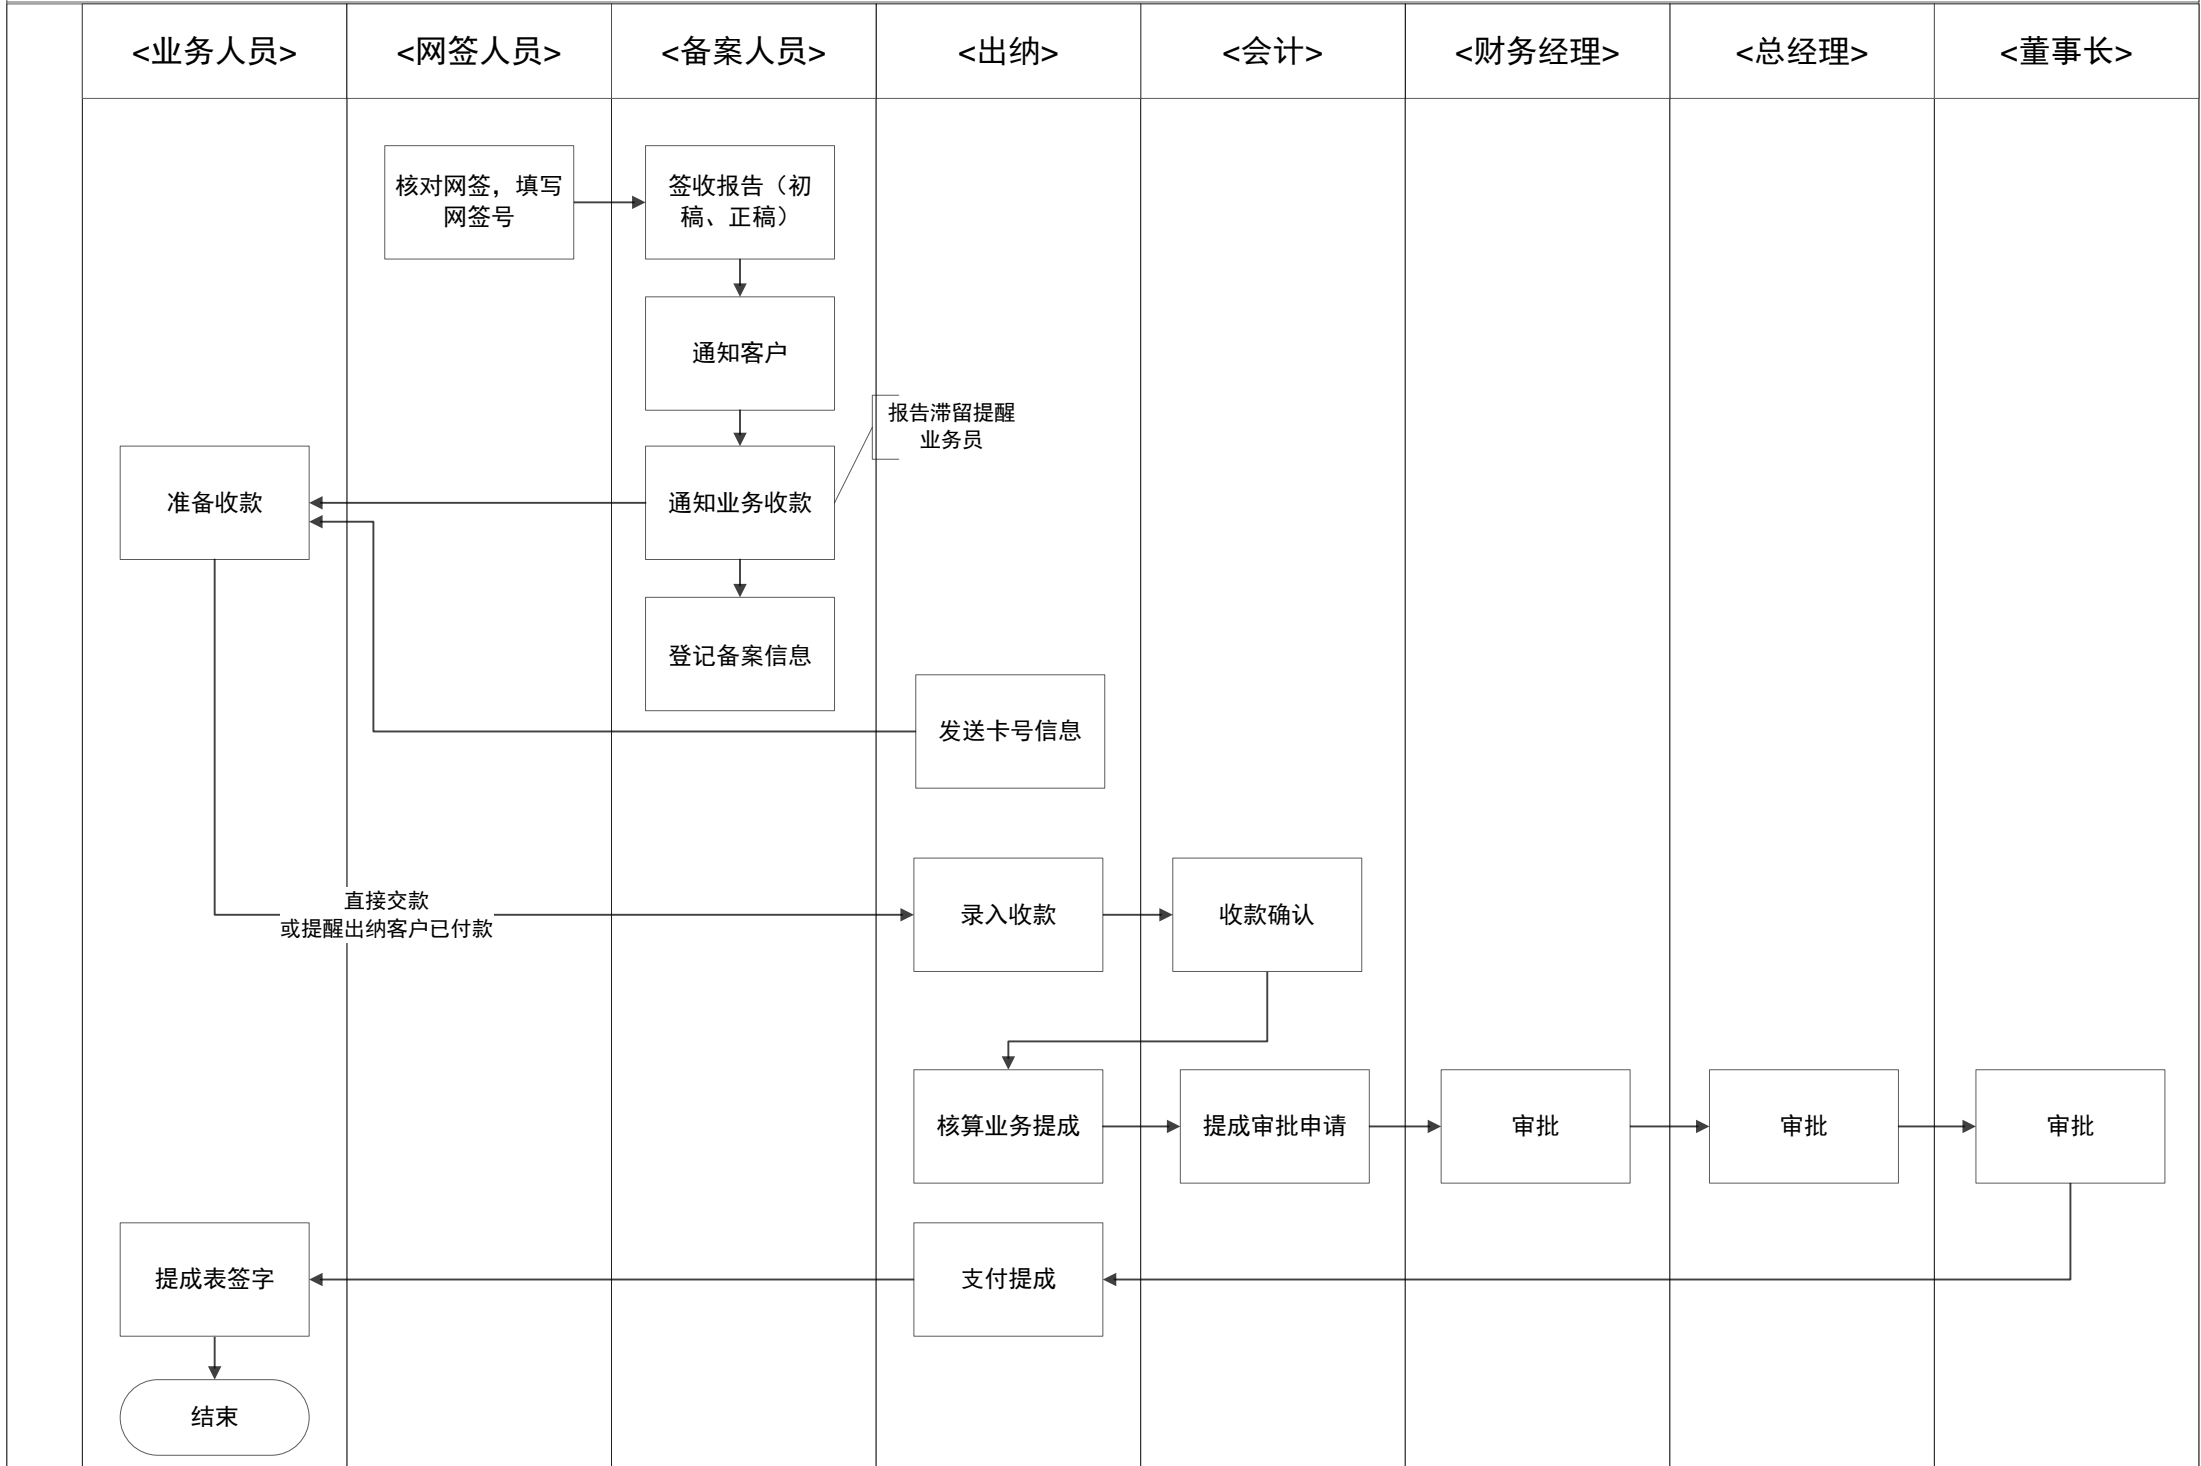 <业务人员>
<网签人员>
<备案人员>
<出纳>
<会计>
<财务经理>
<总经理>
<董事长>
核对网签，填写
网签号
签收报告（初
稿、正稿）
通知客户
报告滞留提醒
业务员
准备收款
通知业务收款
登记备案信息
发送卡号信息
直接交款
或提醒出纳客户已付款
录入收款
收款确认
核算业务提成
提成审批申请
审批
审批
审批
提成表签字
支付提成
结束